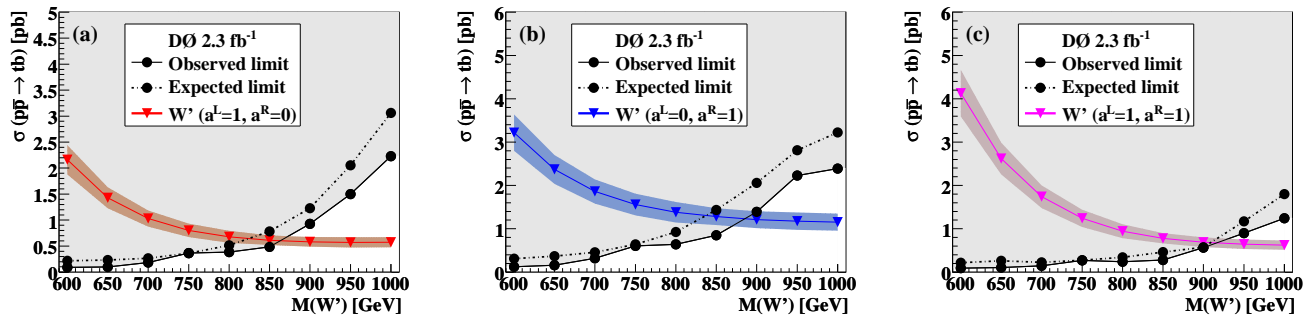 (a)
DØ 2.3 fb⁻¹
Observed limit
Expected limit
W' (aᴸ=1, aᴿ=0)
σ (pp̄ → tb) [pb]
5
4.5
4
3.5
3
2.5
2
1.5
1
0.5
0
600 650 700 750 800 850 900 950 1000
M(W') [GeV]
(b)
DØ 2.3 fb⁻¹
Observed limit
Expected limit
W' (aᴸ=0, aᴿ=1)
σ (pp̄ → tb) [pb]
6
5
4
3
2
1
0
600 650 700 750 800 850 900 950 1000
M(W') [GeV]
(c)
DØ 2.3 fb⁻¹
Observed limit
Expected limit
W' (aᴸ=1, aᴿ=1)
σ (pp̄ → tb) [pb]
6
5
4
3
2
1
0
600 650 700 750 800 850 900 950 1000
M(W') [GeV]